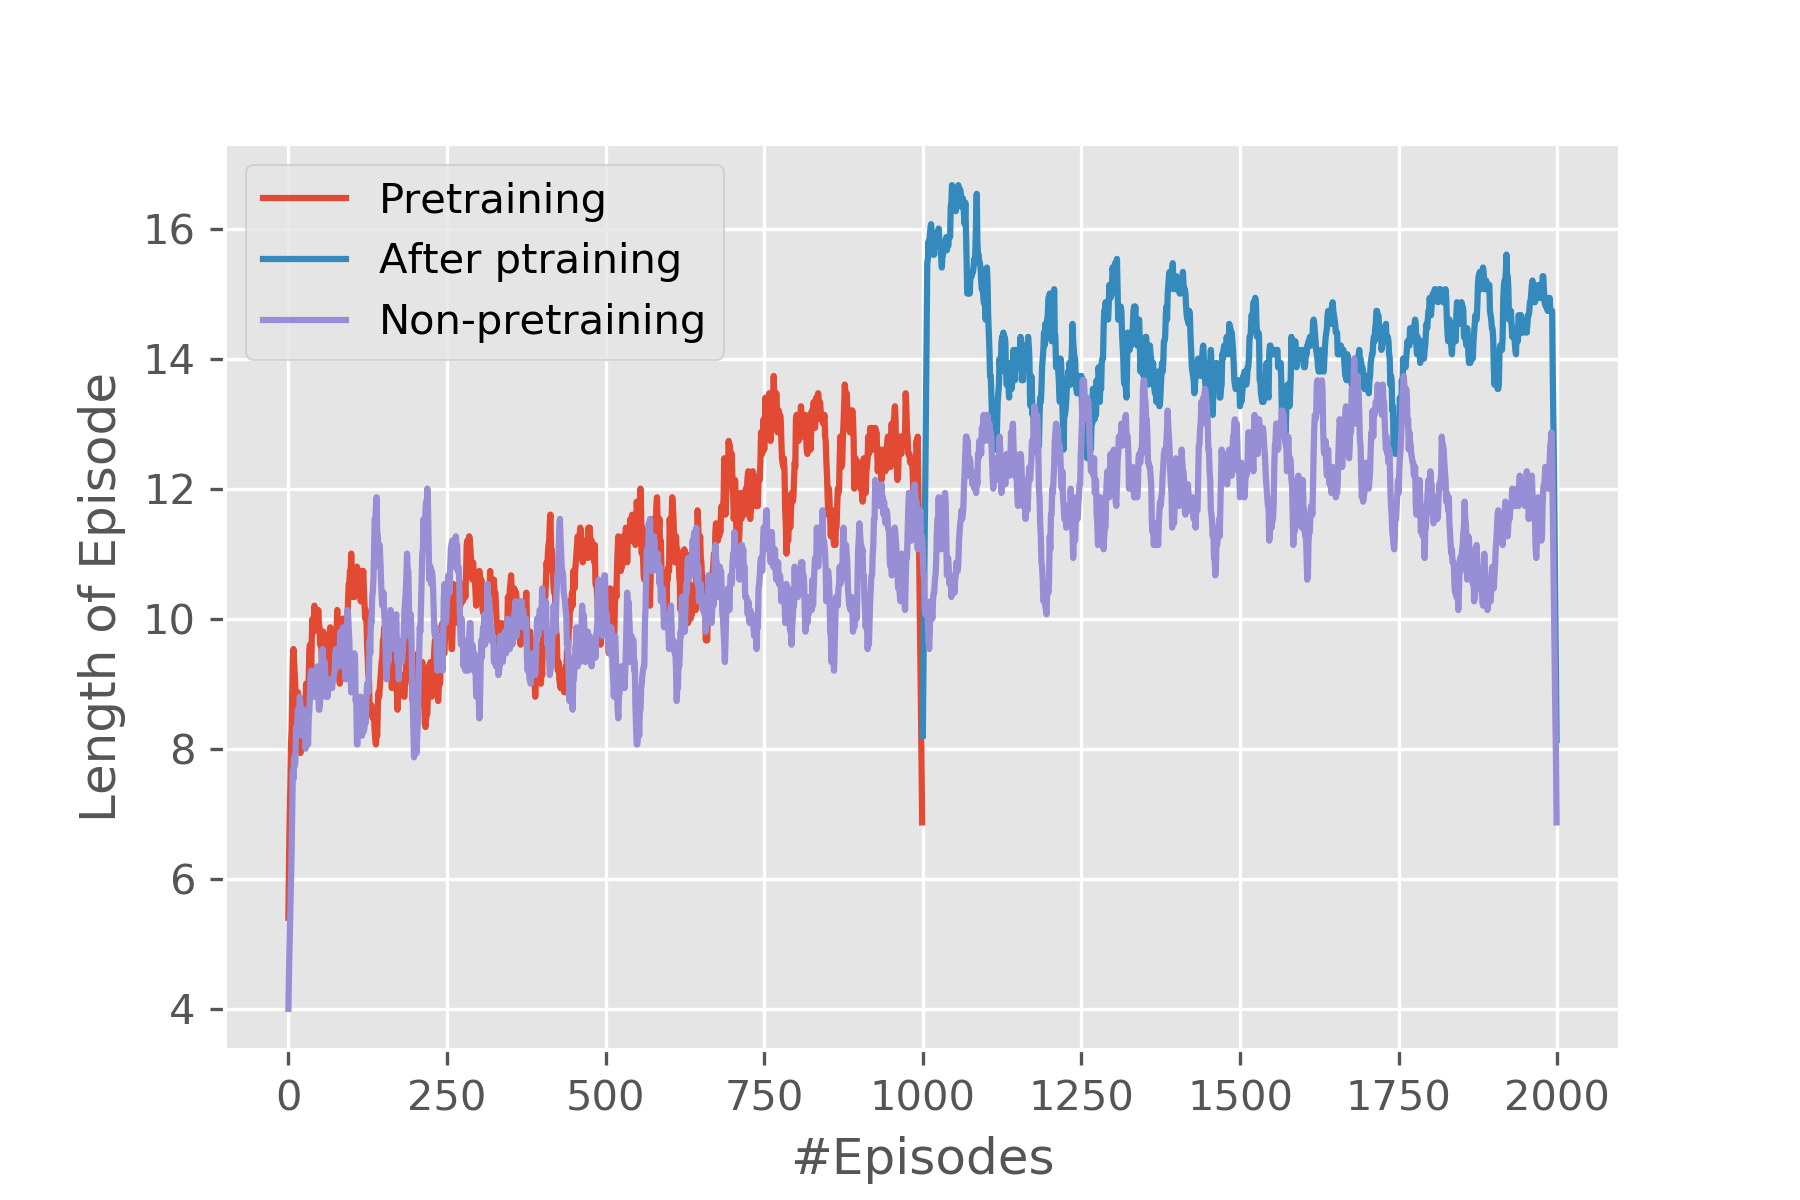 Pretraining
After ptraining
Non-pretraining
16
14
12
10
8
6
4
Length of Episode
0 250 500 750 1000 1250 1500 1750 2000
#Episodes